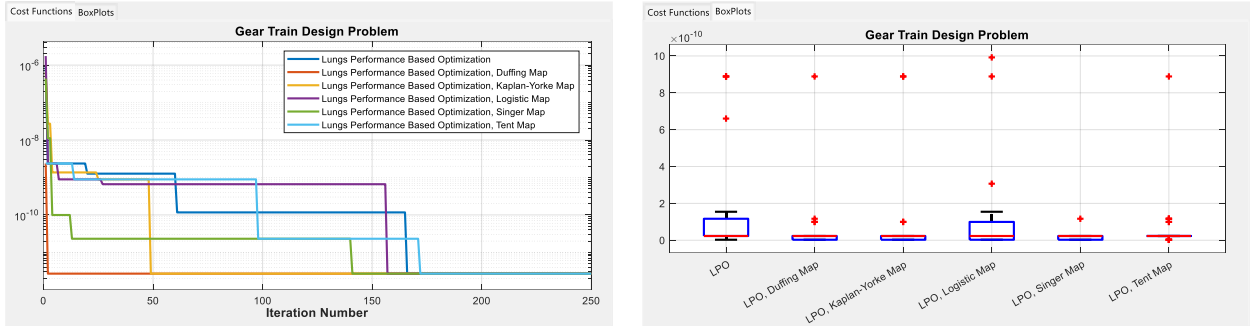 Cost Functions
BoxPlots
Gear Train Design Problem
10-6
10-8
10-10
Lungs Performance Based Optimization
Lungs Performance Based Optimization, Duffing Map
Lungs Performance Based Optimization, Kaplan-Yorke Map
Lungs Performance Based Optimization, Logistic Map
Lungs Performance Based Optimization, Singer Map
Lungs Performance Based Optimization, Tent Map
0
50
100
150
200
250
Iteration Number
Cost Functions
BoxPlots
×10-10
Gear Train Design Problem
10
8
6
4
2
0
LPO
LPO, Duffing Map
LPO, Kaplan-Yorke Map
LPO, Logistic Map
LPO, Singer Map
LPO, Tent Map